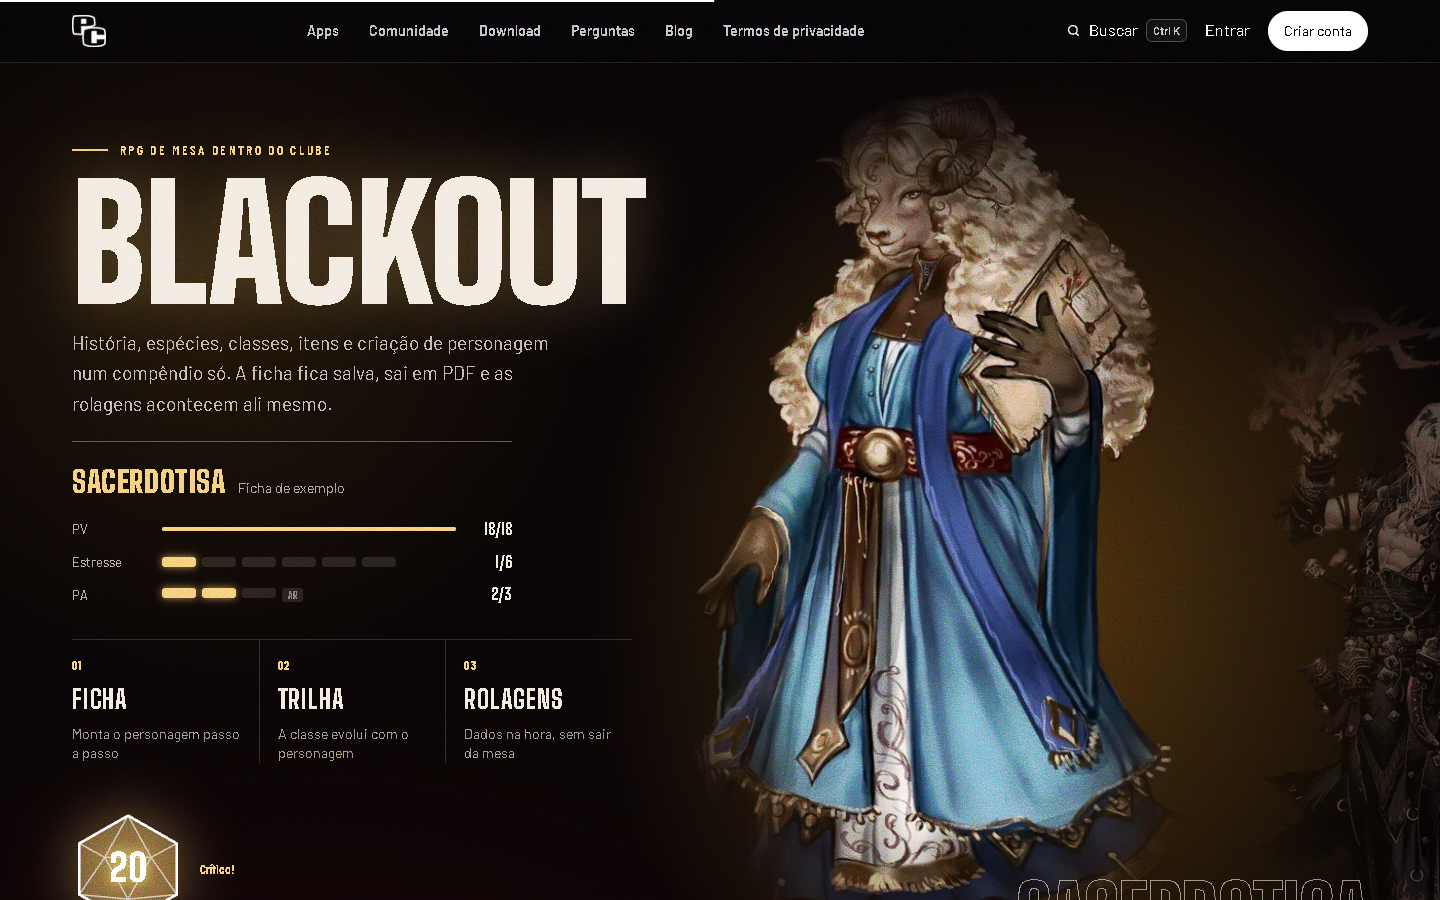 PC
Apps
Comunidade
Download
Perguntas
Blog
Termos de privacidade
Buscar
Ctrl K
Entrar
Criar conta
RPG DE MESA DENTRO DO CLUBE
BLACKOUT
História, espécies, classes, itens e criação de personagem
num compêndio só. A ficha fica salva, sai em PDF e as
rolagens acontecem ali mesmo.
SACERDOTISA Ficha de exemplo
PV 18/18
Estresse 1/6
PA AR 2/3
01
FICHA
Monta o personagem passo
a passo
02
TRILHA
A classe evolui com o
personagem
03
ROLAGENS
Dados na hora, sem sair
da mesa
20
Crítico!
SACERDOTISA